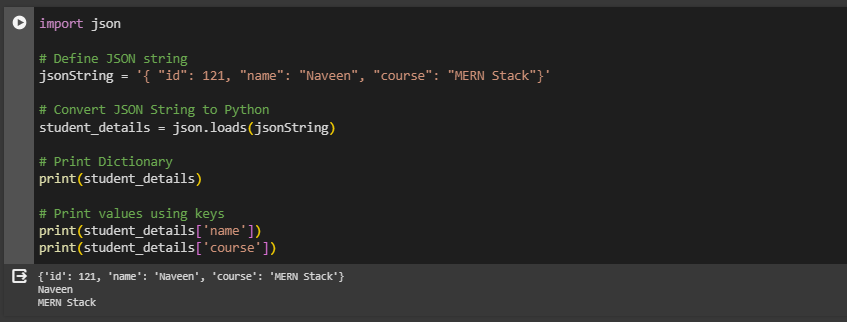 import json
# Define JSON string
jsonString = '{ "id": 121, "name": "Naveen", "course": "MERN Stack"}'
# Convert JSON String to Python
student_details = json.loads(jsonString)
# Print Dictionary
print(student_details)
# Print values using keys
print(student_details['name'])
print(student_details['course'])
{'id': 121, 'name': 'Naveen', 'course': 'MERN Stack'}
Naveen
MERN Stack